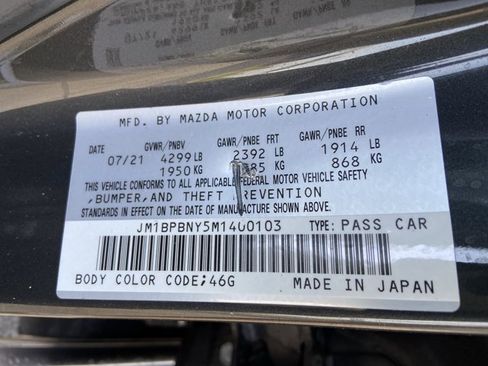 MFD. BY MAZDA MOTOR CORPORATION
DATE GVWR/PNBV GAWR/PNBE FRT GAWR/PNBE RR
07/21 4299 LB 2392 LB 1914 LB
1950 KG KG 868 KG
THIS VEHICLE CONFORMS TO ALL APPLICABLE FEDERAL MOTOR VEHICLE SAFETY
,BUMPER,AND THEFT PREVENTION
STANDARDS IN EFFECT ON THE DATE OF MANUFACTURE SHOWN ABOVE.
JM1BPBNY5M1400103 TYPE: PASS CAR
BODY COLOR CODE;46G MADE IN JAPAN